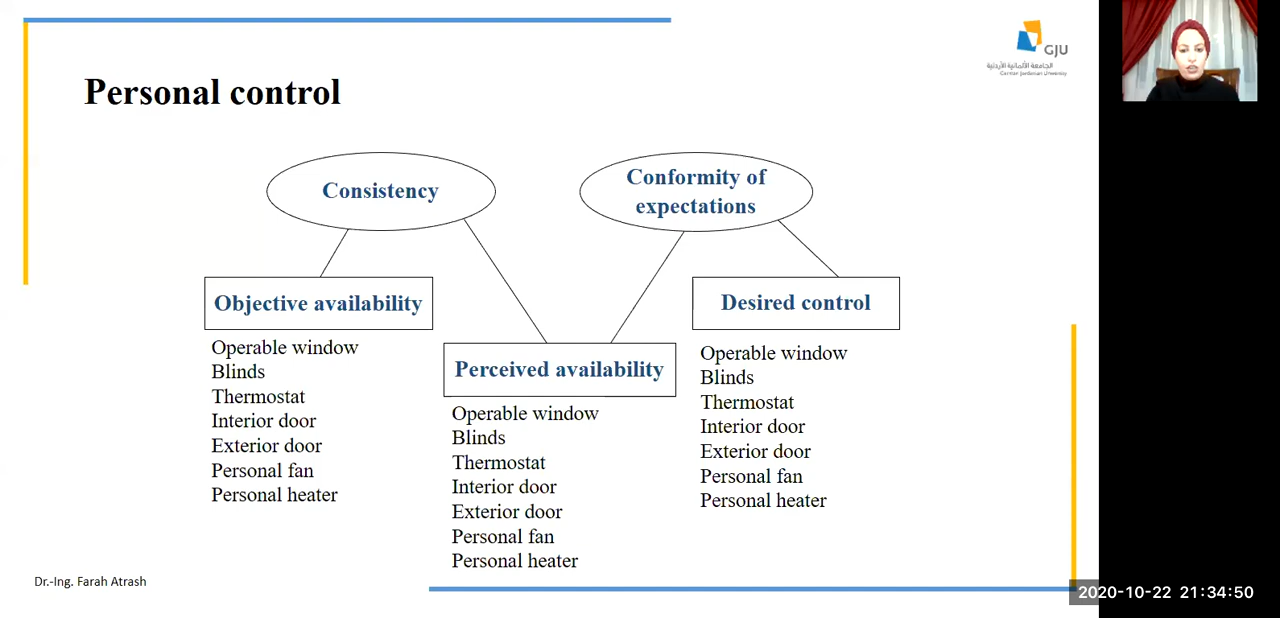 GJU
الجامعة الألمانية الأردنية
German Jordanian University
Personal control
Consistency
Conformity of
expectations
Objective availability
Operable window
Blinds
Thermostat
Interior door
Exterior door
Personal fan
Personal heater
Perceived availability
Operable window
Blinds
Thermostat
Interior door
Exterior door
Personal fan
Personal heater
Desired control
Operable window
Blinds
Thermostat
Interior door
Exterior door
Personal fan
Personal heater
Dr.-Ing. Farah Atrash
2020-10-22 21:34:50